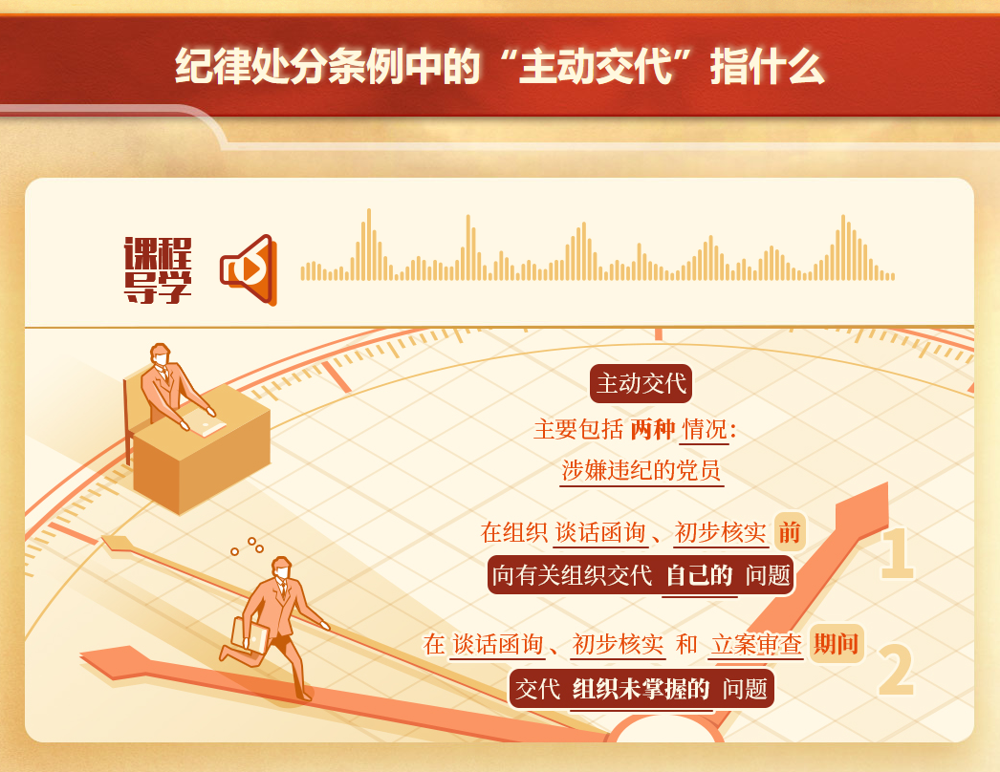 纪律处分条例中的“主动交代”指什么
课程
导学
主动交代
主要包括 两种 情况：
涉嫌违纪的党员
在组织 谈话函询 、 初步核实 前
向有关组织交代 自己的 问题
1
在 谈话函询 、 初步核实 和 立案审查 期间
交代 组织未掌握的 问题
2